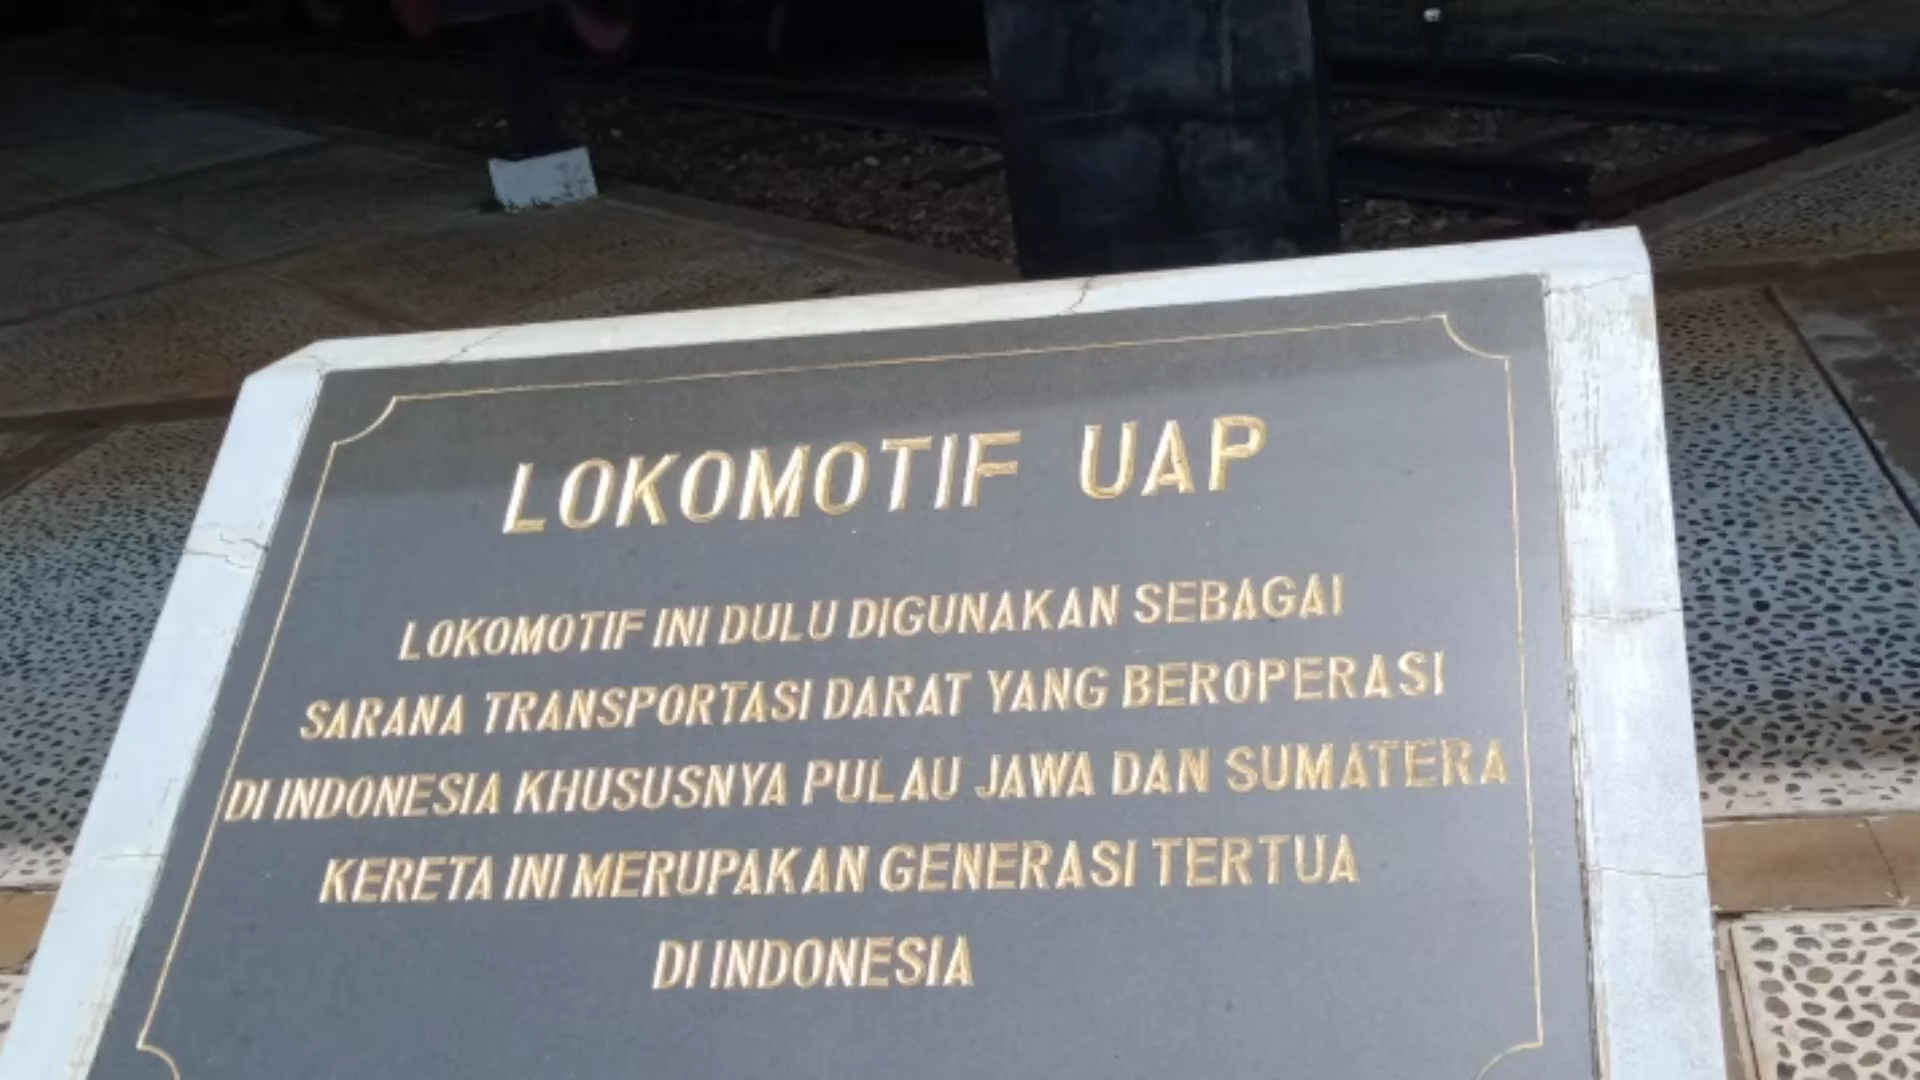 LOKOMOTIF UAP
LOKOMOTIF INI DULU DIGUNAKAN SEBAGAI
SARANA TRANSPORTASI DARAT YANG BEROPERASI
DI INDONESIA KHUSUSNYA PULAU JAWA DAN SUMATERA
KERETA INI MERUPAKAN GENERASI TERTUA
DI INDONESIA